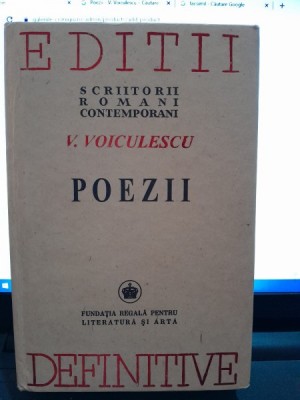 EDITII
SCRIITORII
ROMANI
CONTEMPORANI
V. VOICULESCU
POEZII
FUNDAȚIA REGALĂ PENTRU
LITERATURĂ ȘI ARTĂ
DEFINITIVE